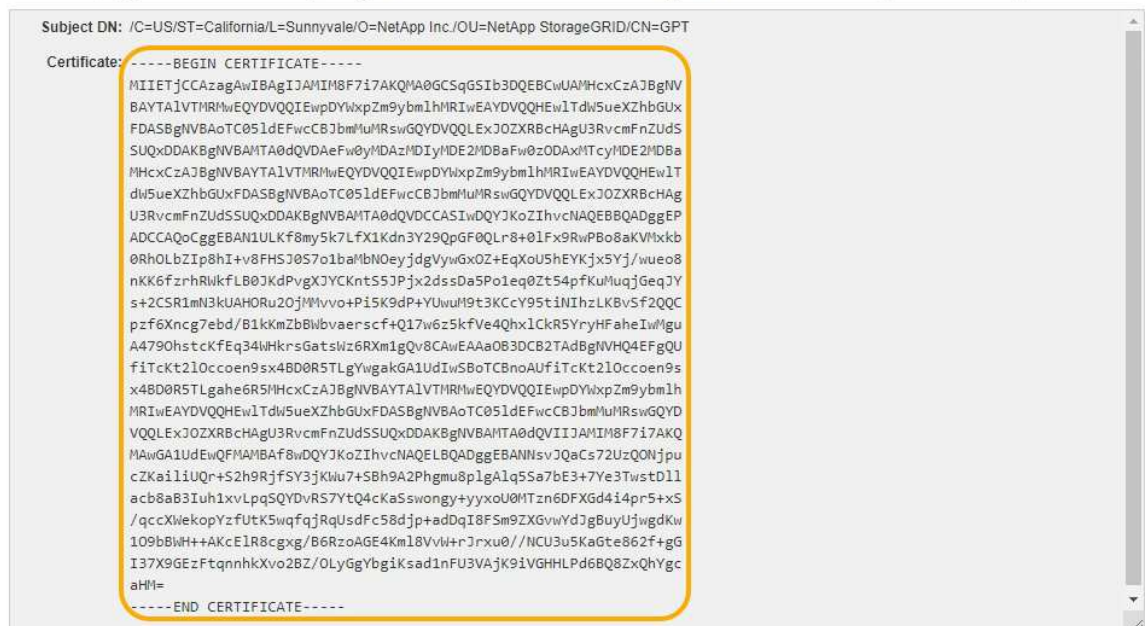 Subject DN: /C=US/ST=California/L=Sunnyvale/O=NetApp Inc./OU=NetApp StorageGRID/CN=GPT
Certificate: -----BEGIN CERTIFICATE-----
MIIETjCCAzagAwIBAgIJAMIM8F7i7AKQMA0GCSqGSIb3DQEBCwUAMHcxCzAJBgNV
BAYTAlVTMRMwEQYDVQQIEwpDYWxpZm9ybmlhMRIwEAYDVQQHEwlTdW5ueXZhbGUx
FDASBgNVBAoTC05ldEFwcCBJbmMuMRswGQYDVQQLExJOZXRBcHAgU3RvcmFnZUdS
SUQxDDAKBgNVBAMTA0dQVDAeFw0yMDAzMDIyMDE2MDBaFw0zODAxMTcyMDE2MDBa
MHcxCzAJBgNVBAYTAlVTMRMwEQYDVQQIEwpDYWxpZm9ybmlhMRIwEAYDVQQHEwlT
dW5ueXZhbGUxFDASBgNVBAoTC05ldEFwcCBJbmMuMRswGQYDVQQLExJOZXRBcHAg
U3RvcmFnZUdSSUQxDDAKBgNVBAMTA0dQVDCCASIwDQYJKoZIhvcNAQEBBQADggEP
ADCCAQoCggEBAN1ULKf8my5k7LfX1Kdn3Y29QpGF0QLr8+0lFx9RwPBo8aKVMxkb
0RhOLbZIp8hI+v8FHSJ0S7o1baMbNOeyjdgVywGxOZ+EqXoU5hEYKjx5Yj/wueo8
nKK6fzrhRWkfLB0JKdPvgXJYCKntS5JPjx2dssDa5Po1eq0Zt54pfKuMuqjGeqJY
s+2CSR1mN3kUAHORu2OjMMvvo+Pi5K9dP+YUwuM9t3KCcY95tiNIhzLKBvSf2QQC
pzf6Xncg7ebd/B1kKmZbBWbvaerscf+Q17w6z5kfVe4QhxlCkR5YryHFaheIwMgu
A479OhstcKfEq34WHkrsGatsWz6RXm1gQv8CAwEAAaOB3DCB2TAdBgNVHQ4EFgQU
fiTcKt2lOccoen9sx4BD0R5TLgYwgakGA1UdIwSBoTCBnoAUfiTcKt2lOccoen9s
x4BD0R5TLgahe6R5MHcxCzAJBgNVBAYTAlVTMRMwEQYDVQQIEwpDYWxpZm9ybmlh
MRIwEAYDVQQHEwlTdW5ueXZhbGUxFDASBgNVBAoTC05ldEFwcCBJbmMuMRswGQYD
VQQLExJOZXRBcHAgU3RvcmFnZUdSSUQxDDAKBgNVBAMTA0dQVIIJAMIM8F7i7AKQ
MAwGA1UdEwQFMAMBAf8wDQYJKoZIhvcNAQELBQADggEBANNsvJQaCs72UzQONjpu
cZKailiUQr+S2h9RjfSY3jKWu7+SBh9A2Phgmu8plgAlq5Sa7bE3+7Ye3TwstDll
acb8aB3Iuh1xvLpqSQYDvRS7YtQ4cKaSswongy+yyxoU0MTzn6DFXGd4i4pr5+xS
/qccXWekopYzfUtK5wqfqjRqUsdFc58djp+adDqI8FSm9ZXGvwYdJgBuyUjwgdKw
1O9bBWH++AKcElR8cgxg/B6RzoAGE4Kml8VvW+rJrxu0//NCU3u5KaGte862f+gG
I37X9GEzFtqnnhkXvo2BZ/OLyGgYbgiKsad1nFU3VAjK9iVGHHLPd6BQ8ZxQhYgc
aHM=
-----END CERTIFICATE-----